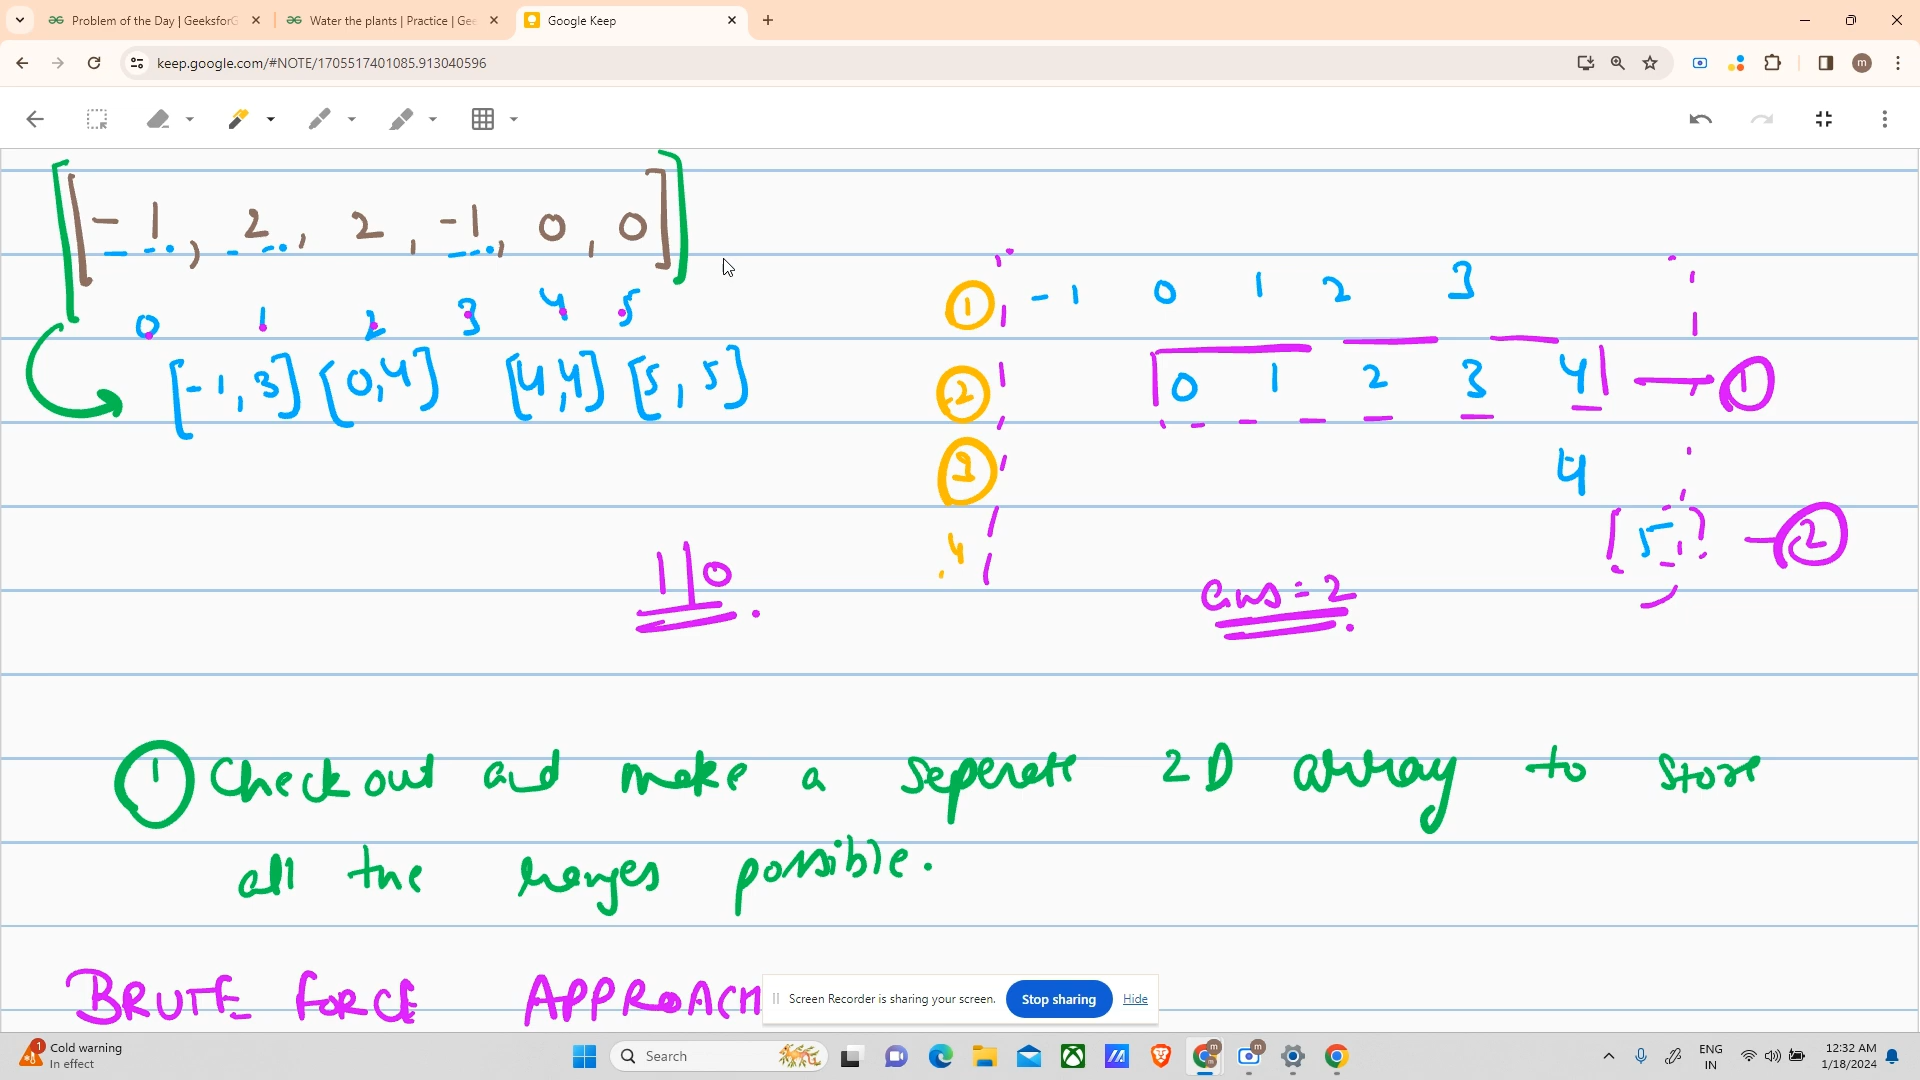 Problem of the Day | GeeksforG
Water the plants | Practice | Gee
Google Keep
keep.google.com/#NOTE/1705517401085.913040596
m
[[-1, 2, 2, -1, 0, 0]]
0 1 2 3 4 5
[-1,3] [0,4] [4,4] [5,5]
1 -1 0 1 2 3
2 0 1 2 3 4 1
3 4
4 [5] - 2
110
ans = 2
1 Check out and make a seperate 2D array to store
all the ranges possible.
BRUTE FORCE APPROACH
Screen Recorder is sharing your screen. Stop sharing Hide
1 Cold warning
In effect
Search
m
m
ENG
IN
12:32 AM
1/18/2024